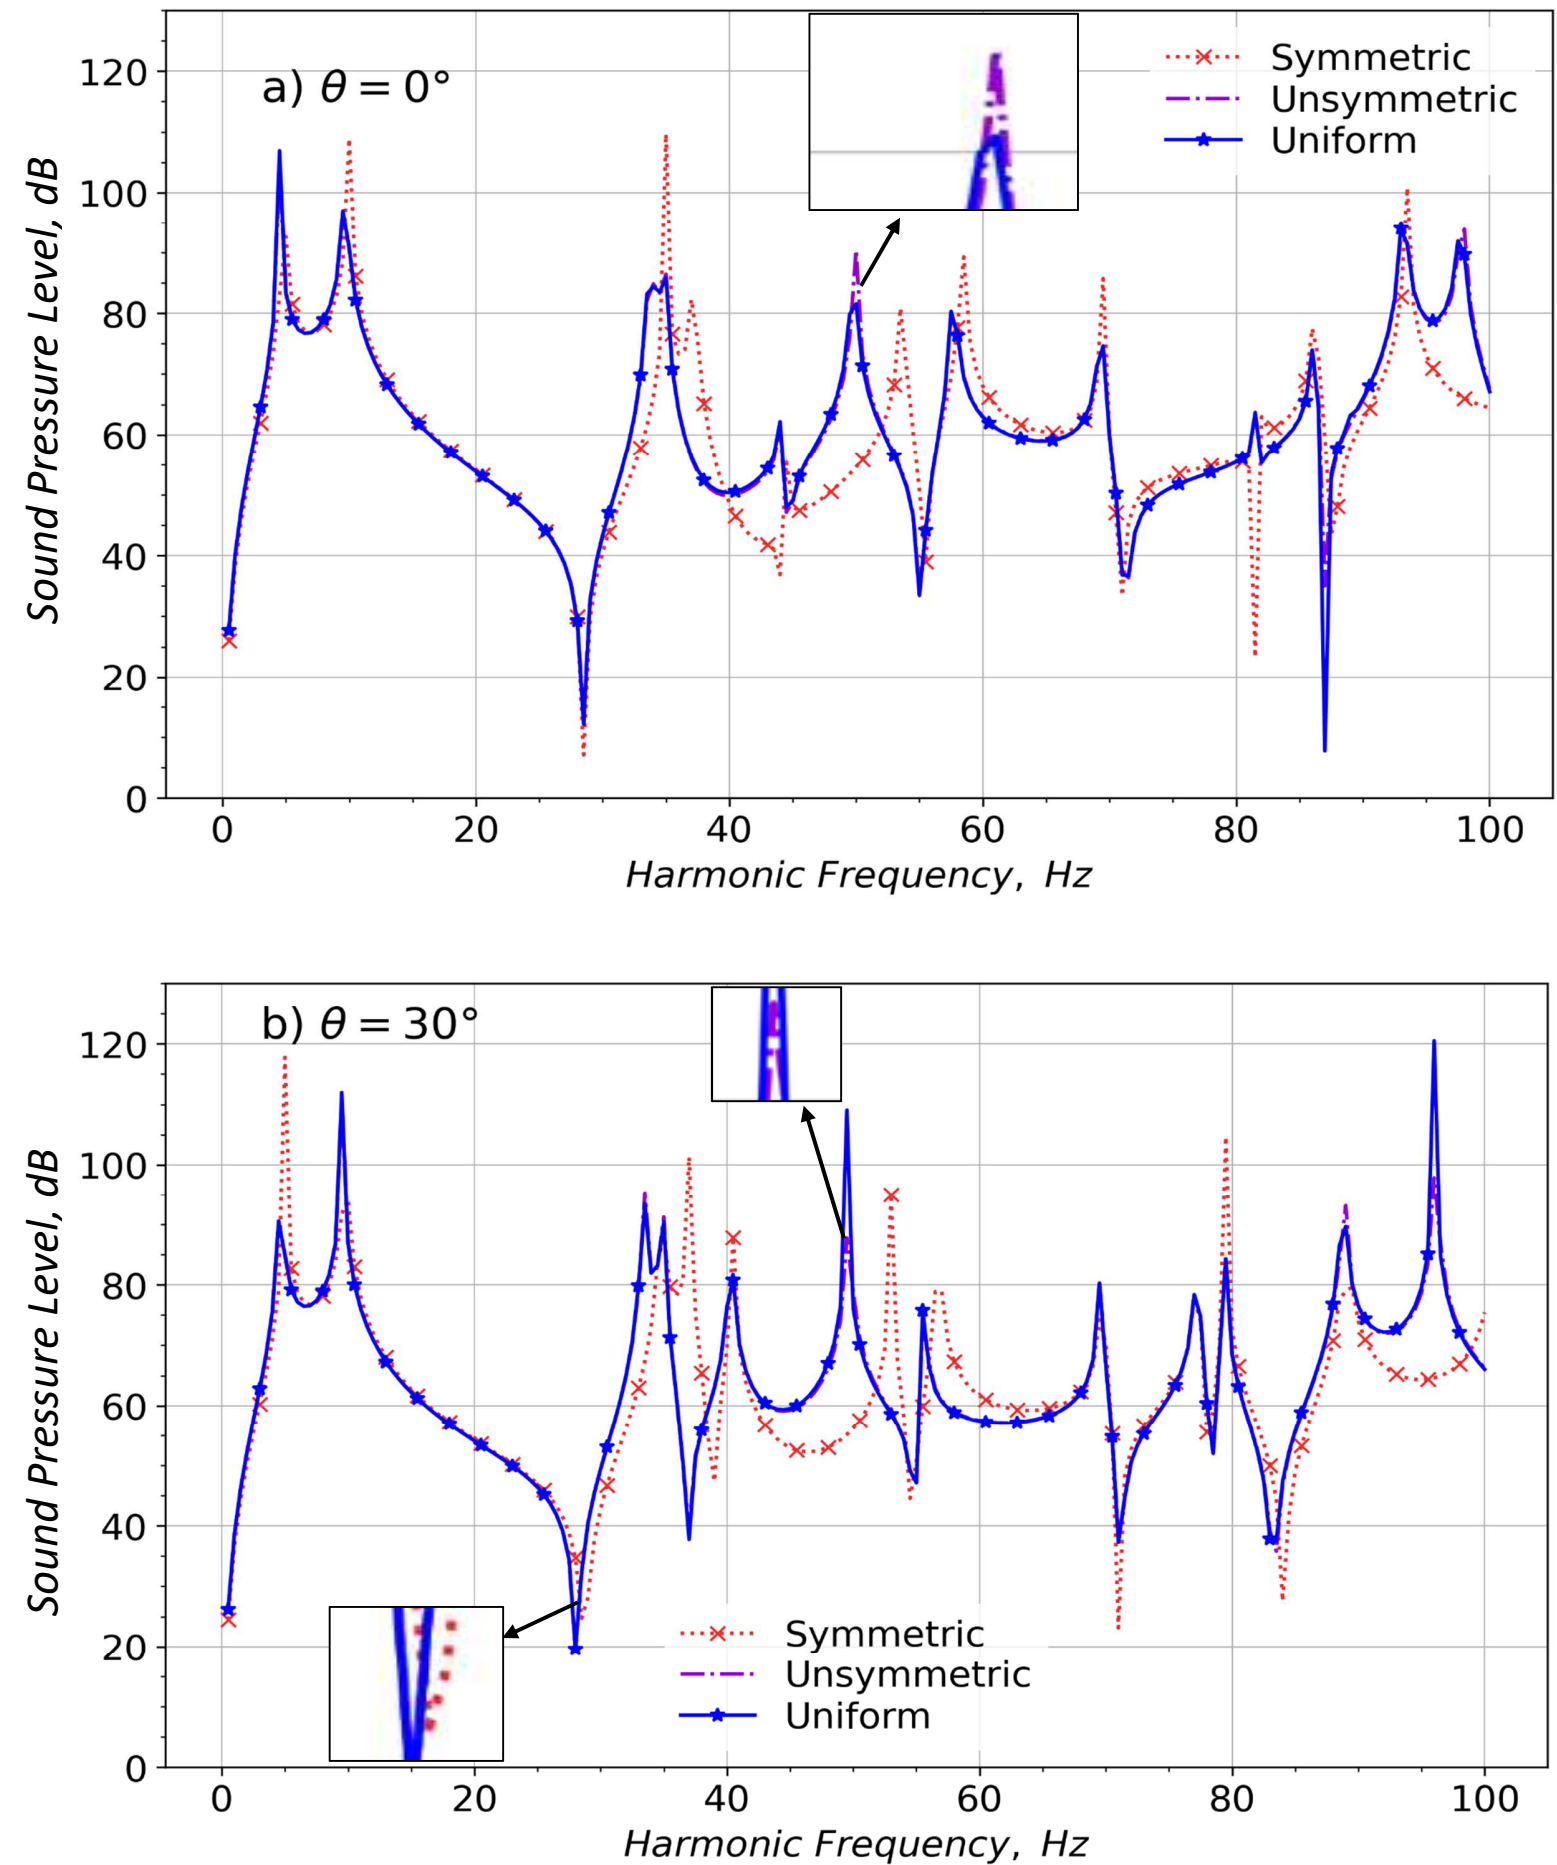 a) θ = 0°
Symmetric
Unsymmetric
Uniform
Sound Pressure Level, dB
120
100
80
60
40
20
0
0 20 40 60 80 100
Harmonic Frequency, Hz
b) θ = 30°
Sound Pressure Level, dB
120
100
80
60
40
20
0
Symmetric
Unsymmetric
Uniform
0 20 40 60 80 100
Harmonic Frequency, Hz